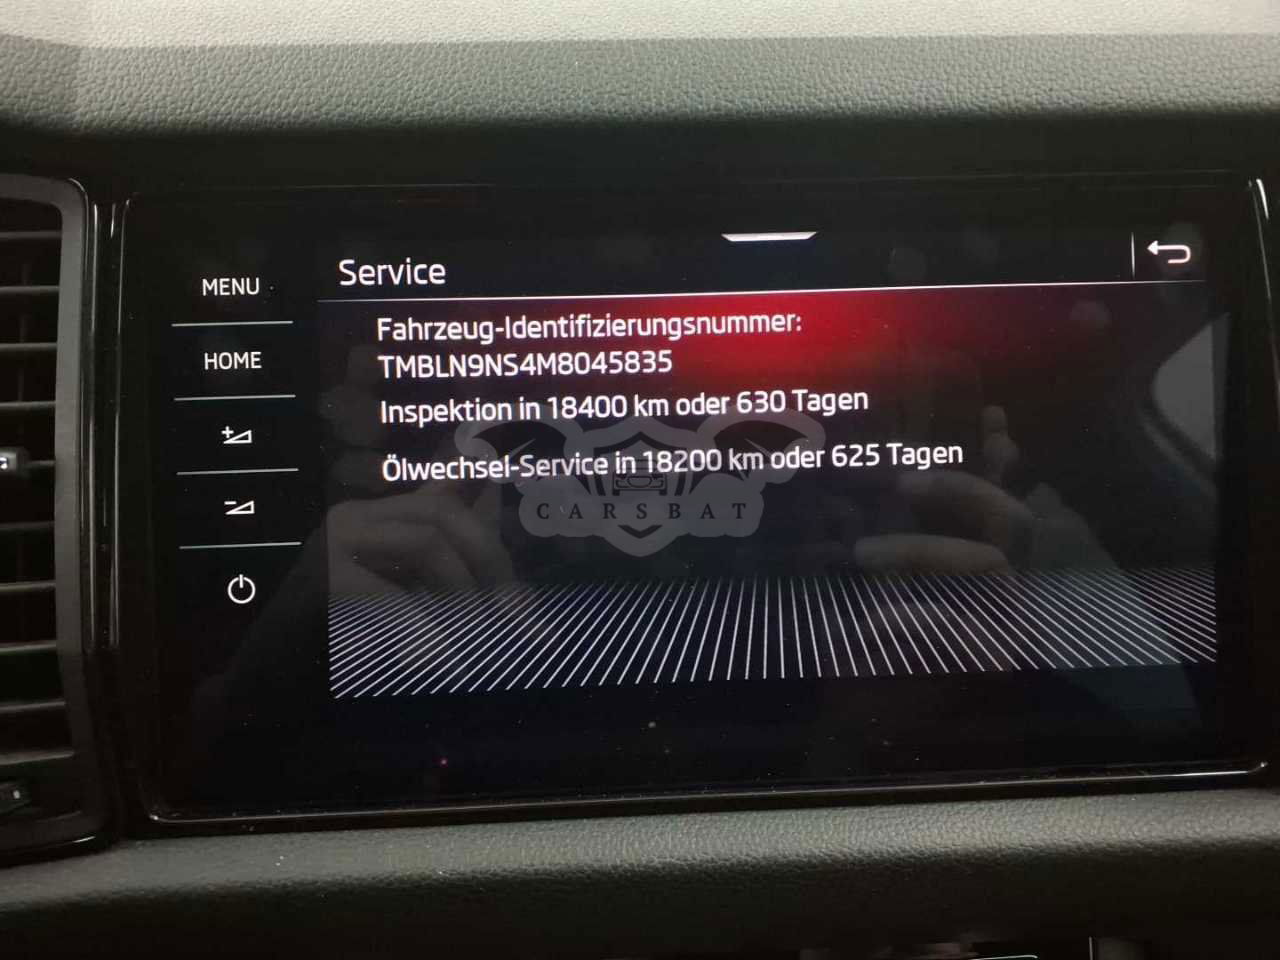 Service
MENU
HOME
Fahrzeug-Identifizierungsnummer:
TMBLN9NS4M8045835
Inspektion in 18400 km oder 630 Tagen
Ölwechsel-Service in 18200 km oder 625 Tagen
CARSBAT